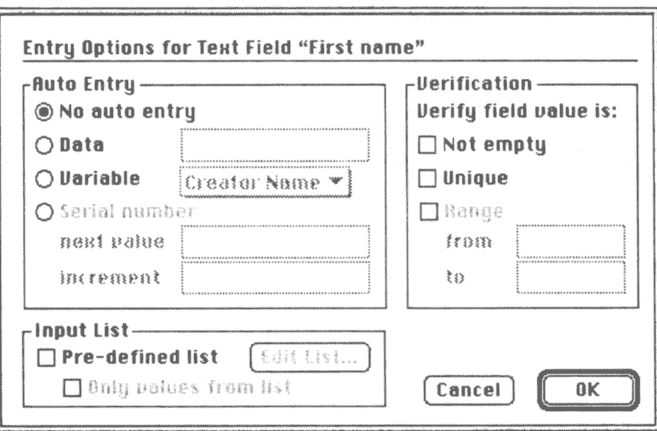 Entry Options for Text Field “First name”
Auto Entry
No auto entry
Data
Variable
Creator Name
Serial number
next value
increment
Verification
Verify field value is:
Not empty
Unique
Range
from
to
Input List
Pre-defined list
Edit List...
Only values from list
Cancel
OK